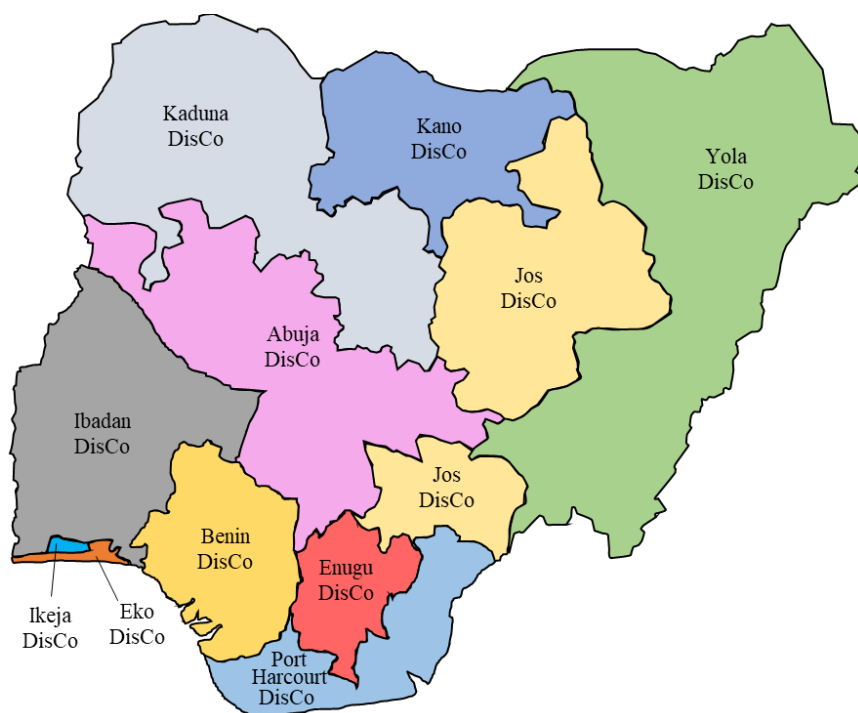 Kaduna
DisCo
Kano
DisCo
Yola
DisCo
Jos
DisCo
Abuja
DisCo
Ibadan
DisCo
Jos
DisCo
Benin
DisCo
Enugu
DisCo
Ikeja
DisCo
Eko
DisCo
Port
Harcourt
DisCo